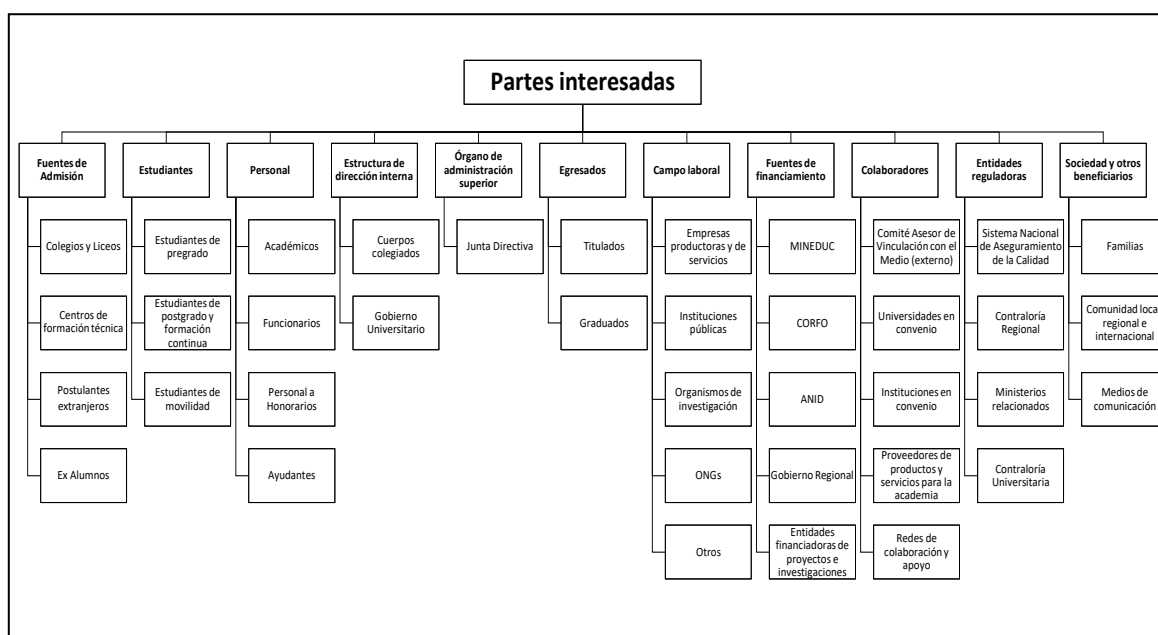 Partes interesadas
Fuentes de
Admisión
Colegios y Liceos
Centros de
formación técnica
Postulantes
extranjeros
Ex Alumnos
Estudiantes
Estudiantes de
pregrado
Estudiantes de
postgrado y
formación
continua
Estudiantes de
movilidad
Personal
Académicos
Funcionarios
Personal a
Honorarios
Ayudantes
Estructura de
dirección interna
Cuerpos
colegiados
Gobierno
Universitario
Órgano de
administración
superior
Junta Directiva
Egresados
Titulados
Graduados
Campo laboral
Empresas
productoras y de
servicios
Instituciones
públicas
Organismos de
investigación
ONGs
Otros
Fuentes de
financiamiento
MINEDUC
CORFO
ANID
Gobierno Regional
Entidades
financiadoras de
proyectos e
investigaciones
Colaboradores
Comité Asesor de
Vinculación con el
Medio (externo)
Universidades en
convenio
Instituciones en
convenio
Proveedores de
productos y
servicios para la
academia
Redes de
colaboración y
apoyo
Entidades
reguladoras
Sistema Nacional
de Aseguramiento
de la Calidad
Contraloría
Regional
Ministerios
relacionados
Contraloría
Universitaria
Sociedad y otros
beneficiarios
Familias
Comunidad local
regional e
internacional
Medios de
comunicación